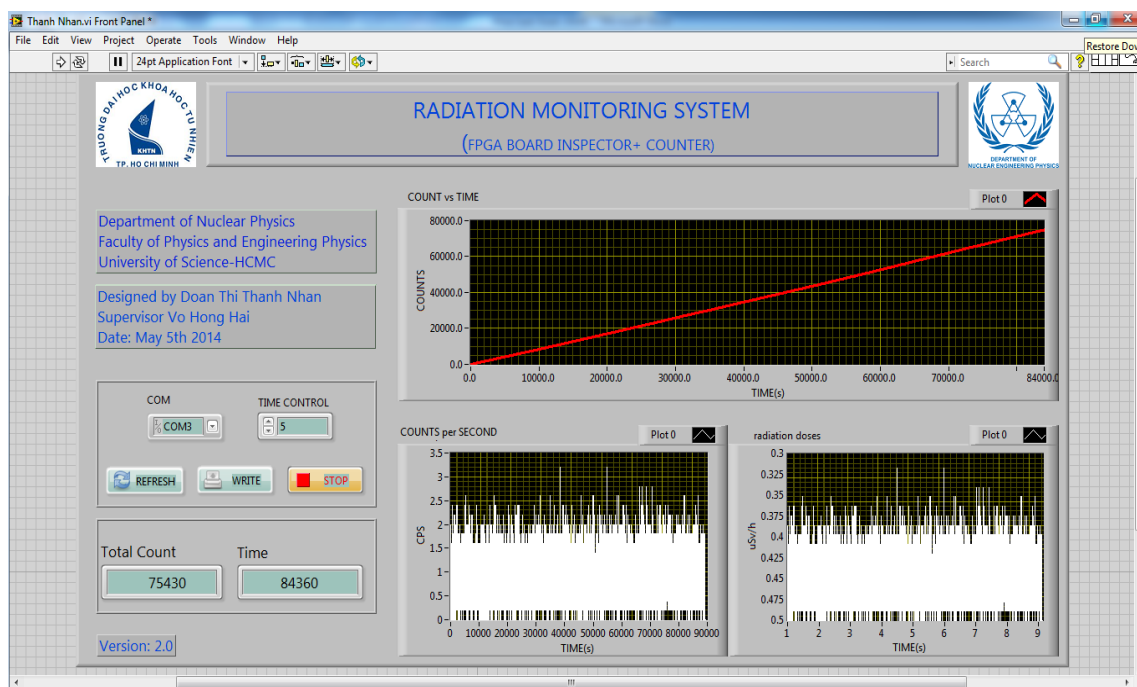 Thanh Nhan.vi Front Panel *
File Edit View Project Operate Tools Window Help
Restore Dow
24pt Application Font
Search
TRUONG DAI HOC KHOA HOC TU NHIEN
KHTN
TP. HO CHI MINH
RADIATION MONITORING SYSTEM
(FPGA BOARD INSPECTOR+ COUNTER)
DEPARTMENT OF
NUCLEAR ENGINEERING PHYSICS
Department of Nuclear Physics
Faculty of Physics and Engineering Physics
University of Science-HCMC
Designed by Doan Thi Thanh Nhan
Supervisor Vo Hong Hai
Date: May 5th 2014
COM
TIME CONTROL
COM3
5
REFRESH
WRITE
STOP
Total Count
Time
75430
84360
Version: 2.0
COUNT vs TIME
Plot 0
COUNTS
80000.0
60000.0
40000.0
20000.0
0.0
0.0 10000.0 20000.0 30000.0 40000.0 50000.0 60000.0 70000.0 84000.0
TIME(s)
COUNTS per SECOND
Plot 0
CPS
3.5
3
2.5
2
1.5
1
0.5
0
0 10000 20000 30000 40000 50000 60000 70000 80000 90000
TIME(s)
radiation doses
Plot 0
uSv/h
0.3
0.325
0.35
0.375
0.4
0.425
0.45
0.475
0.5
1 2 3 4 5 6 7 8 9
TIME(s)